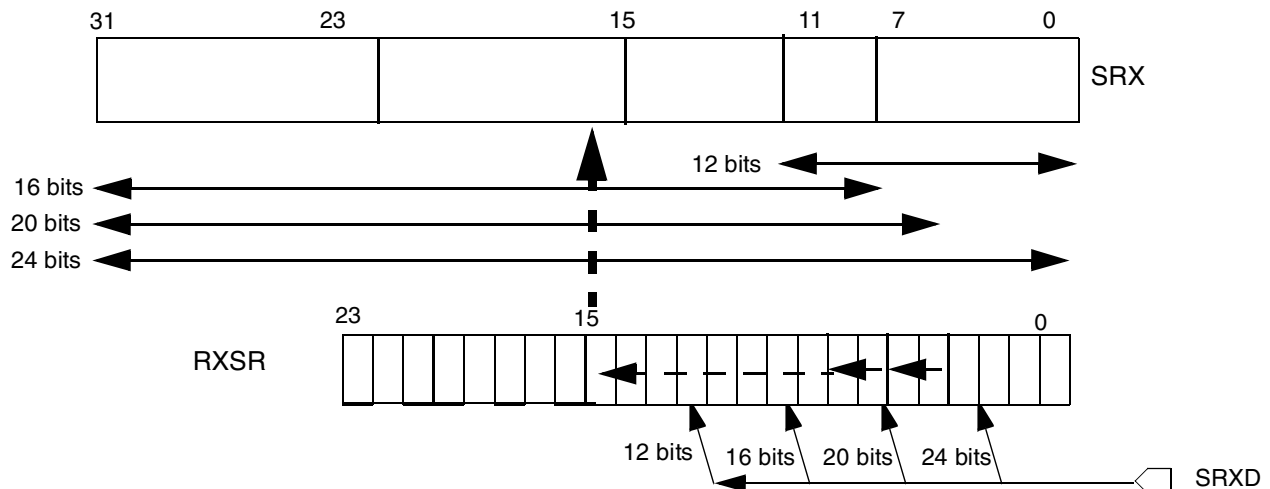 31 23 15 11 7 0
SRX
12 bits
16 bits
20 bits
24 bits
23 15 0
RXSR
12 bits 16 bits 20 bits 24 bits
SRXD